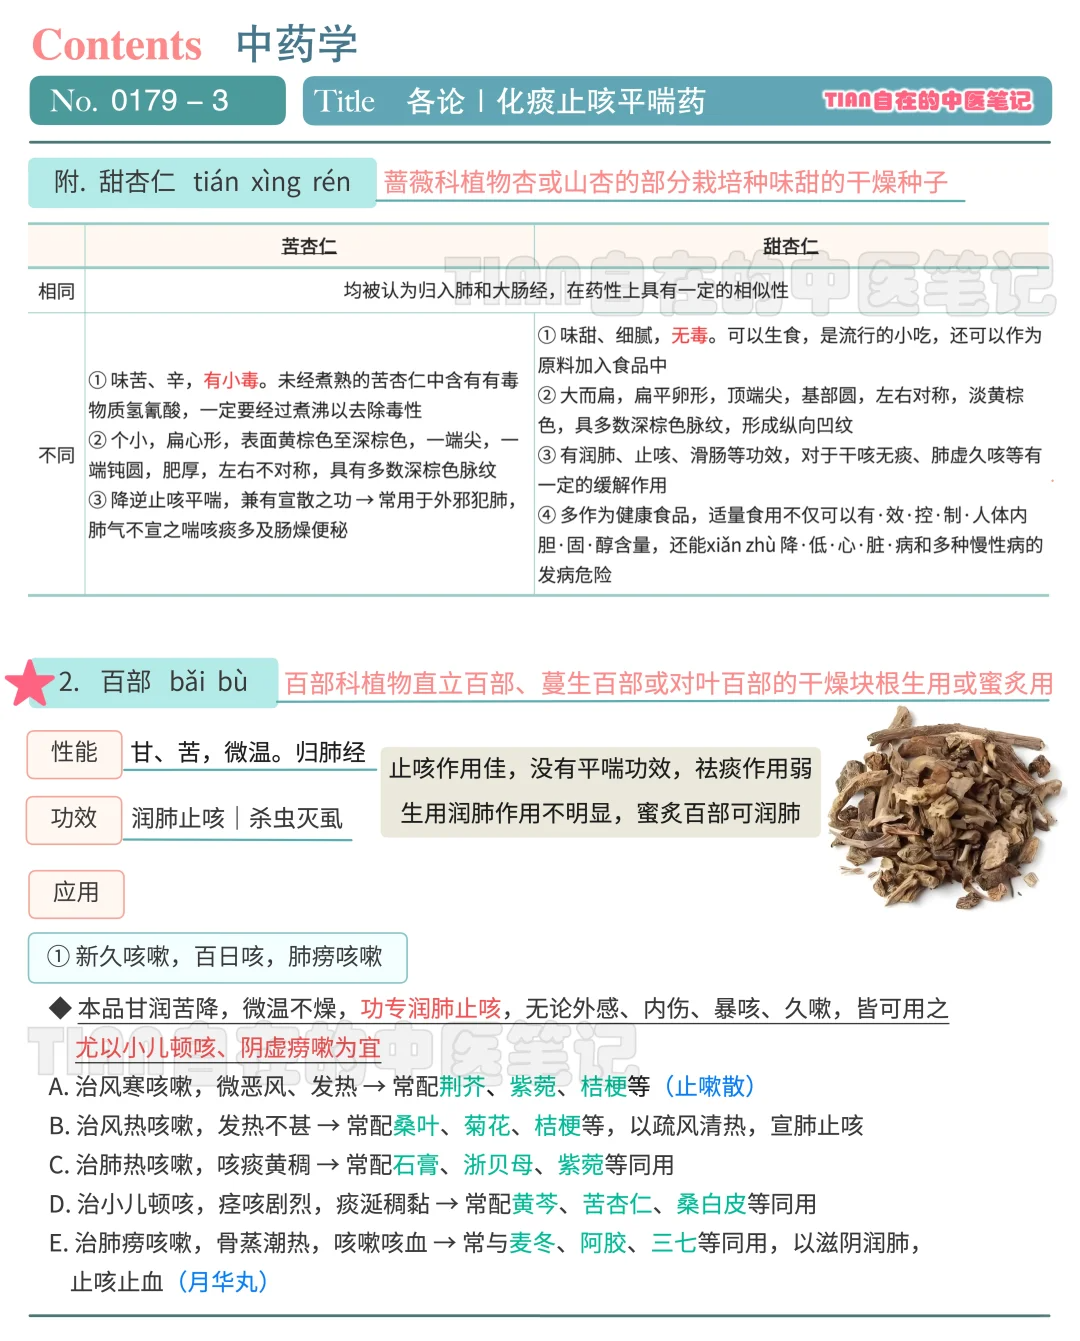 Contents 中药学
No. 0179 – 3
Title 各论丨化痰止咳平喘药
TIAN自在的中医笔记
附. 甜杏仁 tián xìng rén 蔷薇科植物杏或山杏的部分栽培种味甜的干燥种子
苦杏仁 甜杏仁
相同 均被认为归入肺和大肠经，在药性上具有一定的相似性
TIAN自在的中医笔记
不同
① 味苦、辛，有小毒。未经煮熟的苦杏仁中含有有毒
物质氢氰酸，一定要经过煮沸以去除毒性
② 个小，扁心形，表面黄棕色至深棕色，一端尖，一
端钝圆，肥厚，左右不对称，具有多数深棕色脉纹
③ 降逆止咳平喘，兼有宣散之功 → 常用于外邪犯肺，
肺气不宣之喘咳痰多及肠燥便秘
① 味甜、细腻，无毒。可以生食，是流行的小吃，还可以作为
原料加入食品中
② 大而扁，扁平卵形，顶端尖，基部圆，左右对称，淡黄棕
色，具多数深棕色脉纹，形成纵向凹纹
③ 有润肺、止咳、滑肠等功效，对于干咳无痰、肺虚久咳等有
一定的缓解作用
④ 多作为健康食品，适量食用不仅可以有·效·控·制·人体内
胆·固·醇含量，还能xiǎn zhù 降·低·心·脏·病和多种慢性病的
发病危险
2. 百部 bǎi bù 百部科植物直立百部、蔓生百部或对叶百部的干燥块根生用或蜜炙用
性能 甘、苦，微温。归肺经
功效 润肺止咳｜杀虫灭虱
止咳作用佳，没有平喘功效，祛痰作用弱
生用润肺作用不明显，蜜炙百部可润肺
应用
① 新久咳嗽，百日咳，肺痨咳嗽
◆ 本品甘润苦降，微温不燥，功专润肺止咳，无论外感、内伤、暴咳、久嗽，皆可用之
尤以小儿顿咳、阴虚痨嗽为宜
TIAN自在的中医笔记
A. 治风寒咳嗽，微恶风、发热 → 常配荆芥、紫菀、桔梗等（止嗽散）
B. 治风热咳嗽，发热不甚 → 常配桑叶、菊花、桔梗等，以疏风清热，宣肺止咳
C. 治肺热咳嗽，咳痰黄稠 → 常配石膏、浙贝母、紫菀等同用
D. 治小儿顿咳，痉咳剧烈，痰涎稠黏 → 常配黄芩、苦杏仁、桑白皮等同用
E. 治肺痨咳嗽，骨蒸潮热，咳嗽咳血 → 常与麦冬、阿胶、三七等同用，以滋阴润肺，
止咳止血（月华丸）